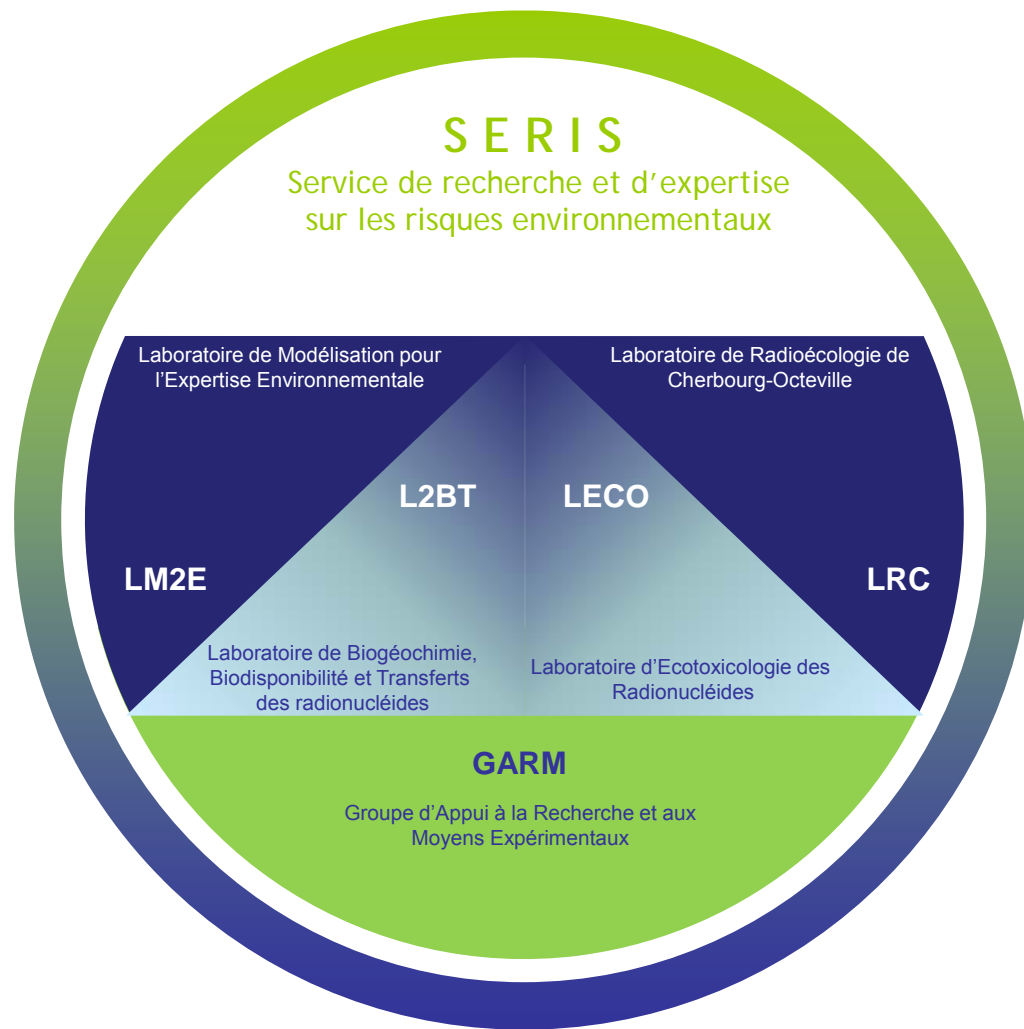 S E R I S
Service de recherche et d'expertise
sur les risques environnementaux
Laboratoire de Modélisation pour
l'Expertise Environnementale
Laboratoire de Radioécologie de
Cherbourg-Octeville
L2BT
LECO
LM2E
LRC
Laboratoire de Biogéochimie,
Biodisponibilité et Transferts
des radionucléides
Laboratoire d'Ecotoxicologie des
Radionucléides
GARM
Groupe d'Appui à la Recherche et aux
Moyens Expérimentaux